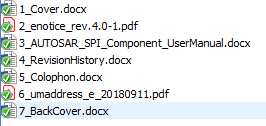 1_Cover.docx
2_enotice_rev.4.0-1.pdf
3_AUTOSAR_SPI_Component_UserManual.docx
4_RevisionHistory.docx
5_Colophon.docx
6_umaddress_e_20180911.pdf
7_BackCover.docx